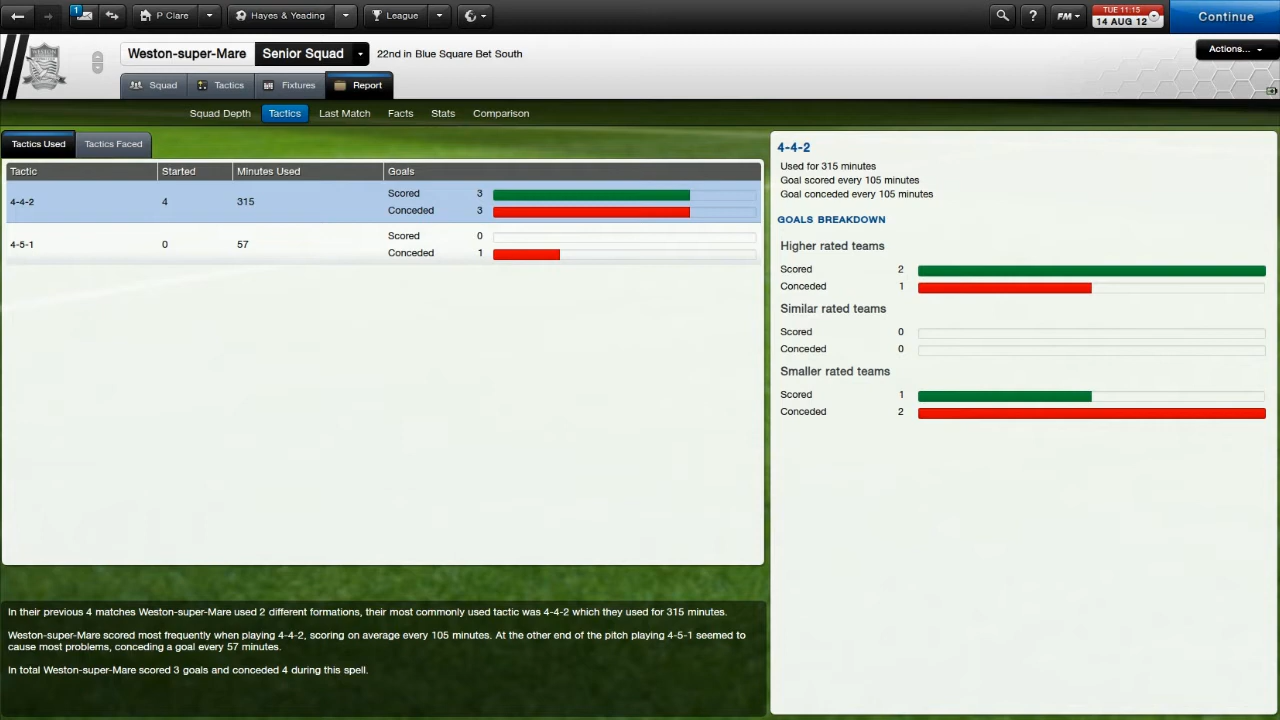 1
P Clare
Hayes & Yeading
League
?
FM
TUE 11:15
14 AUG 12
Continue
Weston-super-Mare
Senior Squad
22nd in Blue Square Bet South
Actions...
Squad
Tactics
Fixtures
Report
Squad Depth
Tactics
Last Match
Facts
Stats
Comparison
Tactics Used
Tactics Faced
Tactic Started Minutes Used Goals
4-4-2 4 315 Scored 3
Conceded 3
4-5-1 0 57 Scored 0
Conceded 1
4-4-2
Used for 315 minutes
Goal scored every 105 minutes
Goal conceded every 105 minutes
GOALS BREAKDOWN
Higher rated teams
Scored 2
Conceded 1
Similar rated teams
Scored 0
Conceded 0
Smaller rated teams
Scored 1
Conceded 2
In their previous 4 matches Weston-super-Mare used 2 different formations, their most commonly used tactic was 4-4-2 which they used for 315 minutes.
Weston-super-Mare scored most frequently when playing 4-4-2, scoring on average every 105 minutes. At the other end of the pitch playing 4-5-1 seemed to
cause most problems, conceding a goal every 57 minutes.
In total Weston-super-Mare scored 3 goals and conceded 4 during this spell.